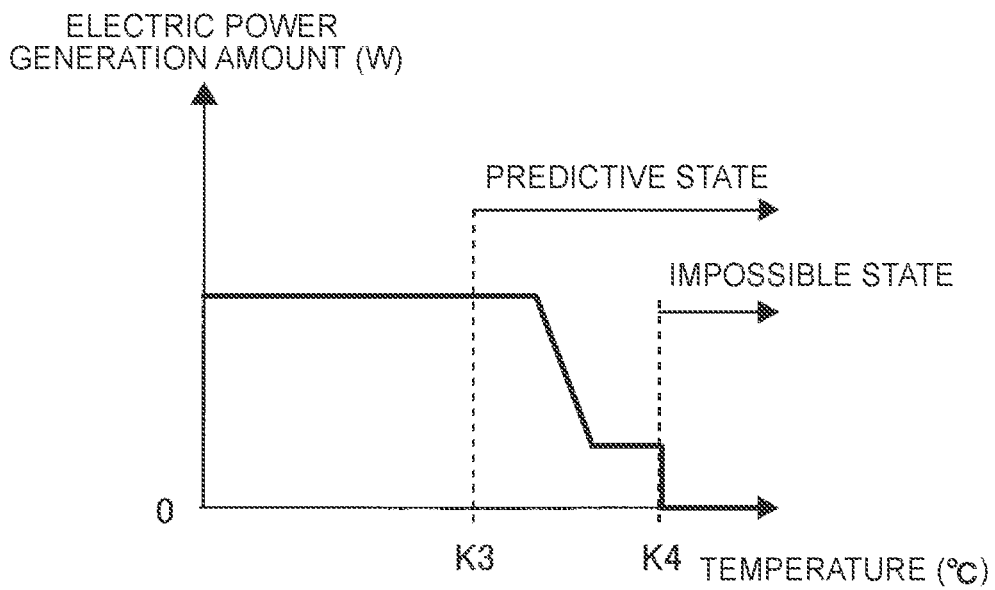 ELECTRIC POWER
GENERATION AMOUNT (W)
PREDICTIVE STATE
IMPOSSIBLE STATE
0
K3
K4
TEMPERATURE (°C)